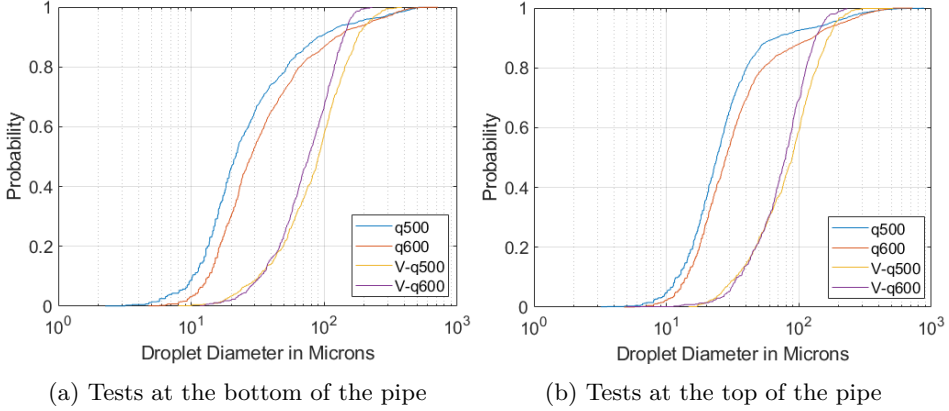 1
0.8
0.6
0.4
0.2
0
Probability
10^0
10^1
10^2
10^3
Droplet Diameter in Microns
q500
q600
V-q500
V-q600
(a) Tests at the bottom of the pipe
1
0.8
0.6
0.4
0.2
0
Probability
10^0
10^1
10^2
10^3
Droplet Diameter in Microns
q500
q600
V-q500
V-q600
(b) Tests at the top of the pipe